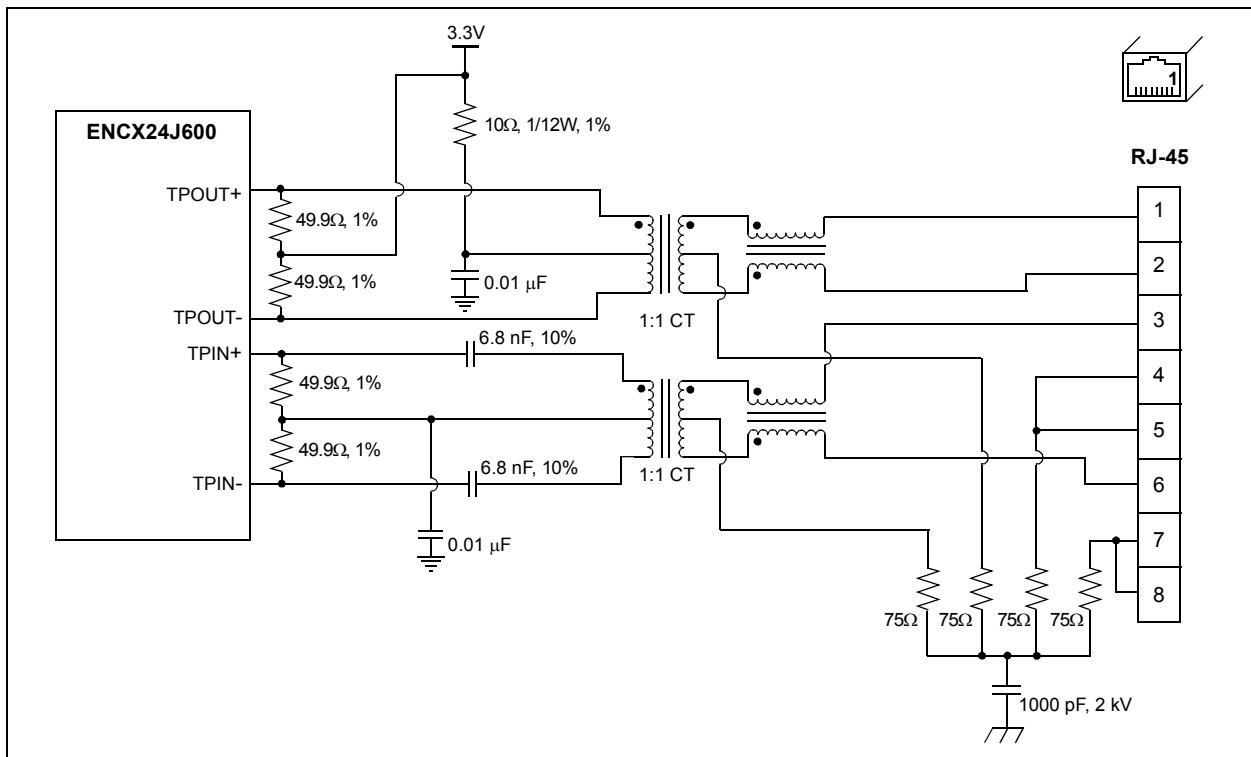 3.3V
1
ENCX24J600
10Ω, 1/12W, 1%
RJ-45
TPOUT+
49.9Ω, 1%
1
49.9Ω, 1%
0.01 μF
2
TPOUT-
1:1 CT
3
6.8 nF, 10%
TPIN+
49.9Ω, 1%
4
49.9Ω, 1%
5
6.8 nF, 10%
1:1 CT
TPIN-
6
0.01 μF
7
8
75Ω
75Ω
75Ω
75Ω
1000 pF, 2 kV